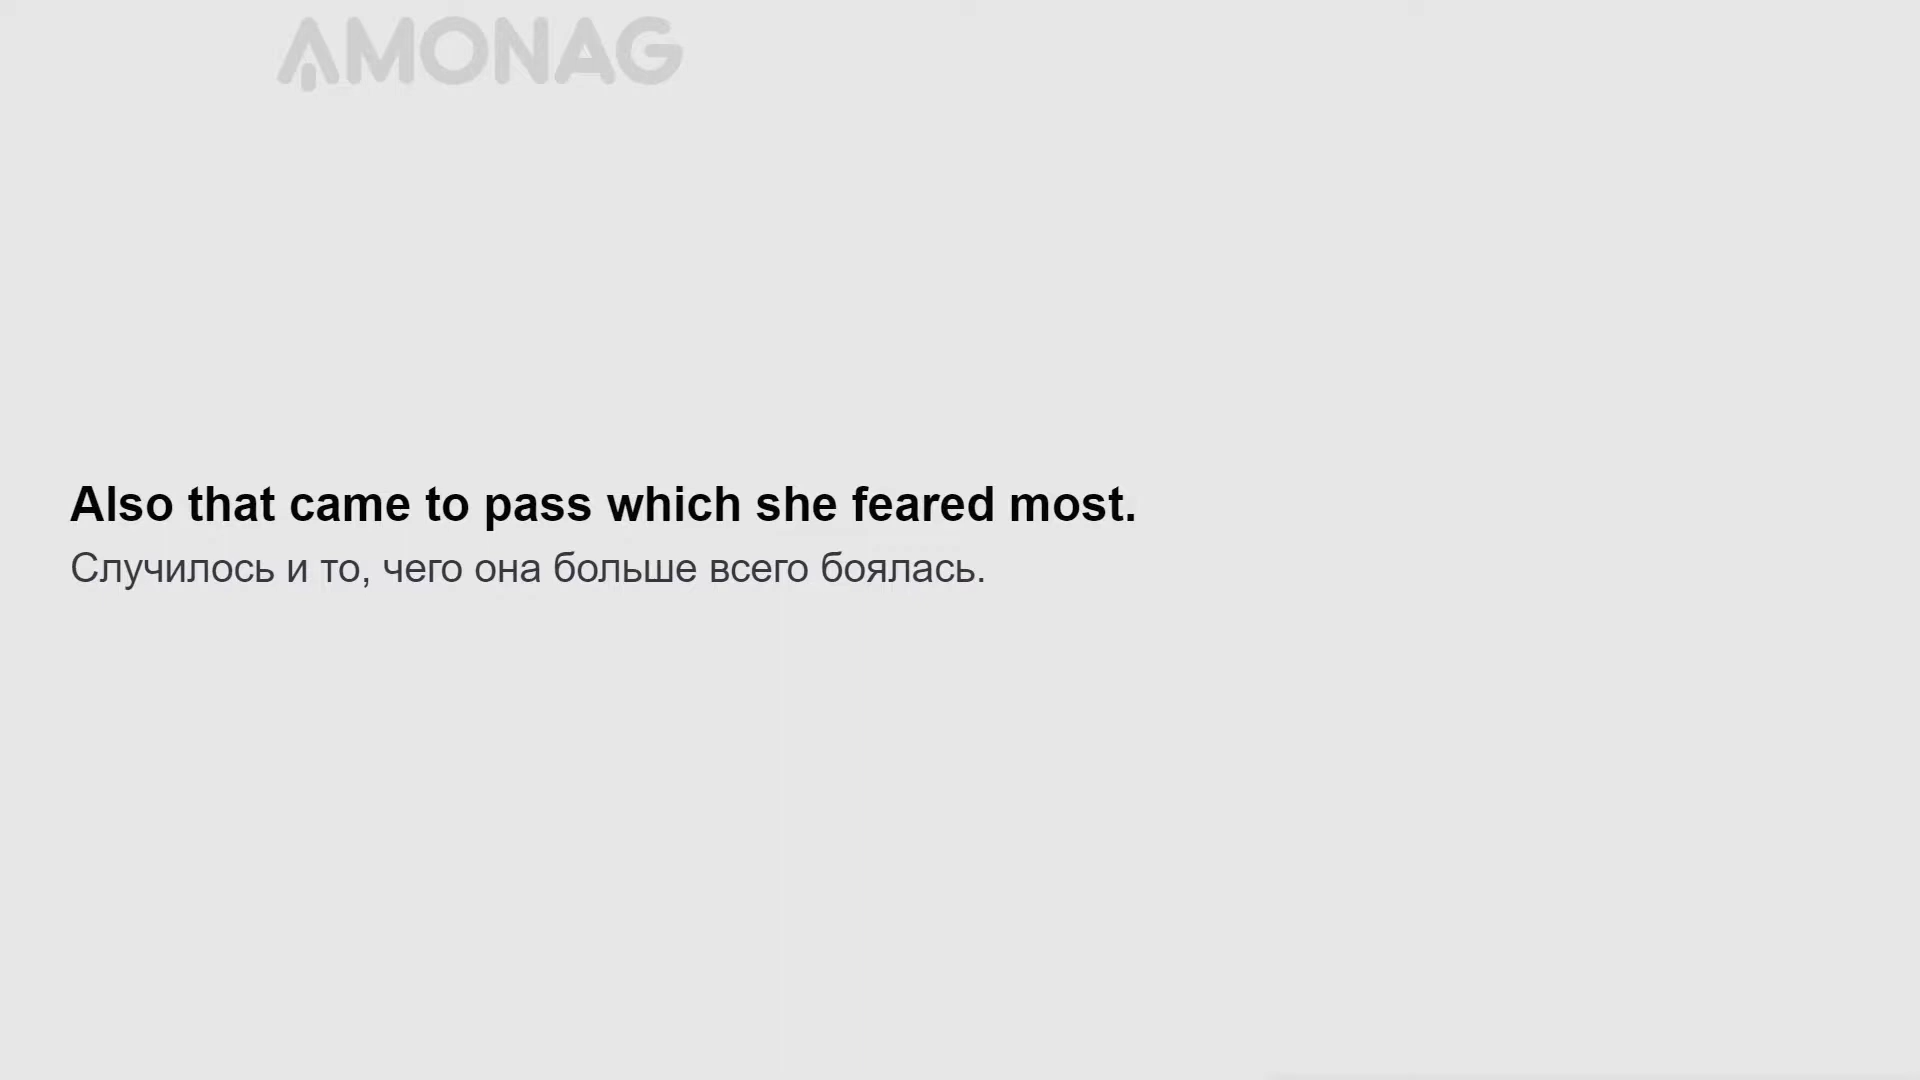 AMONAG
Also that came to pass which she feared most.
Случилось и то, чего она больше всего боялась.